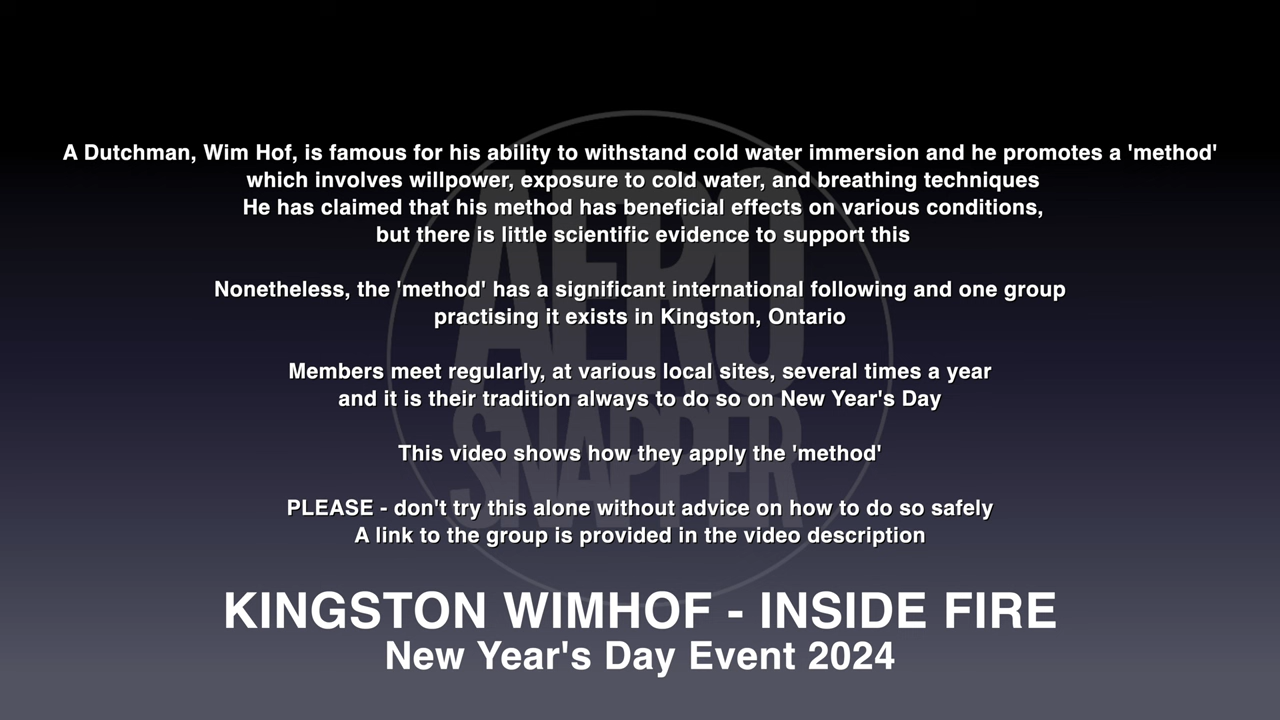 A Dutchman, Wim Hof, is famous for his ability to withstand cold water immersion and he promotes a 'method'
which involves willpower, exposure to cold water, and breathing techniques
He has claimed that his method has beneficial effects on various conditions,
but there is little scientific evidence to support this
Nonetheless, the 'method' has a significant international following and one group
practising it exists in Kingston, Ontario
Members meet regularly, at various local sites, several times a year
and it is their tradition always to do so on New Year's Day
This video shows how they apply the 'method'
PLEASE - don't try this alone without advice on how to do so safely
A link to the group is provided in the video description
KINGSTON WIMHOF - INSIDE FIRE
New Year's Day Event 2024
AERO
SNAPPER